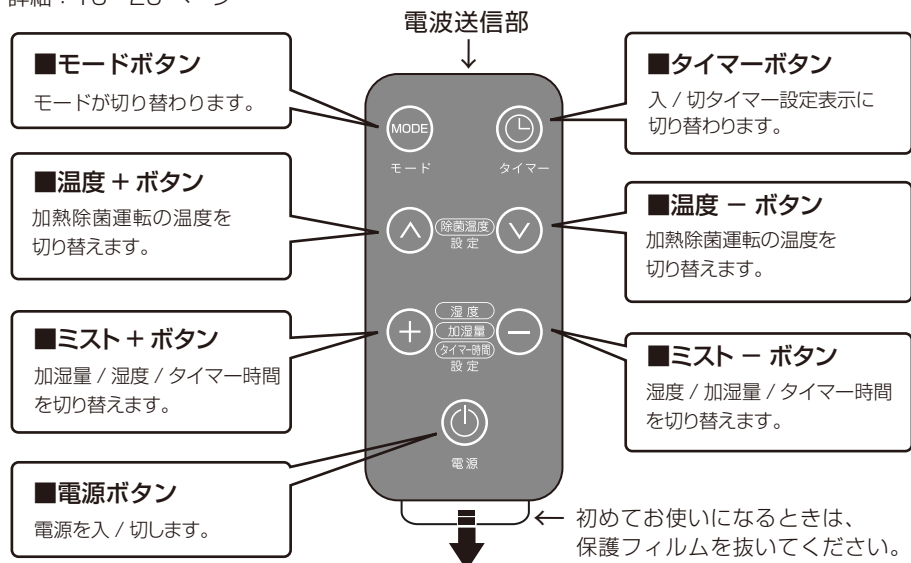 電波送信部
↓
■モードボタン
モードが切り替わります。
■タイマーボタン
入 / 切タイマー設定表示に
切り替わります。
■温度 + ボタン
加熱除菌運転の温度を
切り替えます。
■温度 − ボタン
加熱除菌運転の温度を
切り替えます。
■ミスト + ボタン
加湿量 / 湿度 / タイマー時間
を切り替えます。
■ミスト − ボタン
湿度 / 加湿量 / タイマー時間
を切り替えます。
■電源ボタン
電源を入 / 切します。
MODE
モード
タイマー
除菌温度
設定
湿度
加湿量
タイマー時間
設定
電源
← 初めてお使いになるときは、
保護フィルムを抜いてください。